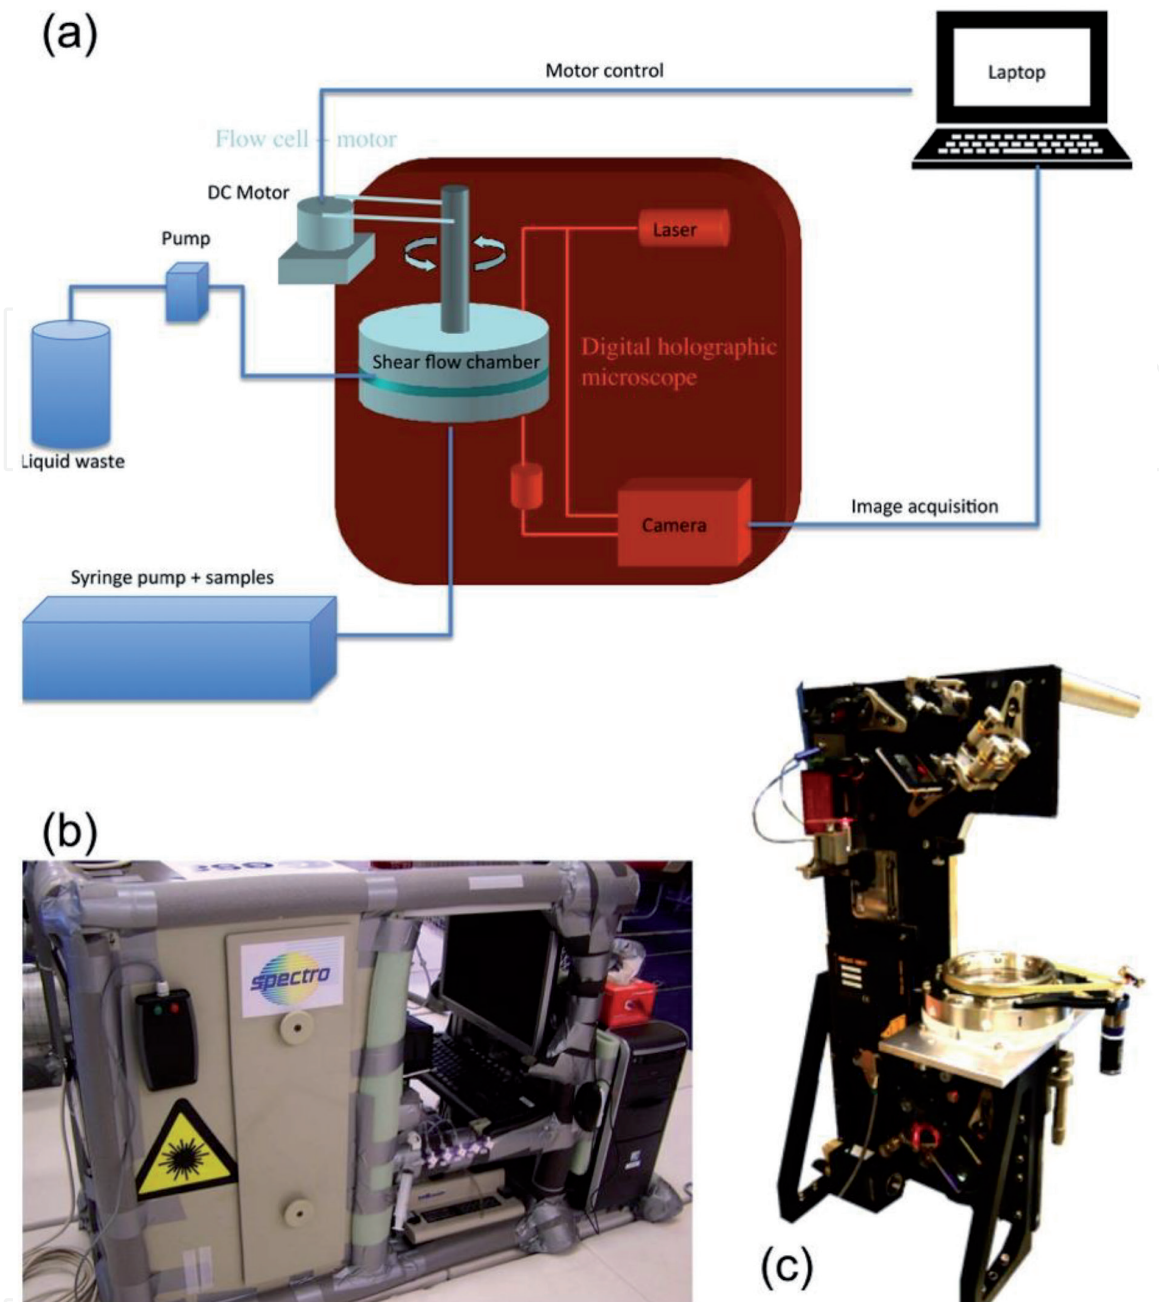 (a)
Motor control
Laptop
Flow cell - motor
DC Motor
Laser
Pump
Digital holographic
microscope
Shear flow chamber
Liquid waste
Image acquisition
Camera
Syringe pump + samples
(b)
spectro
(c)